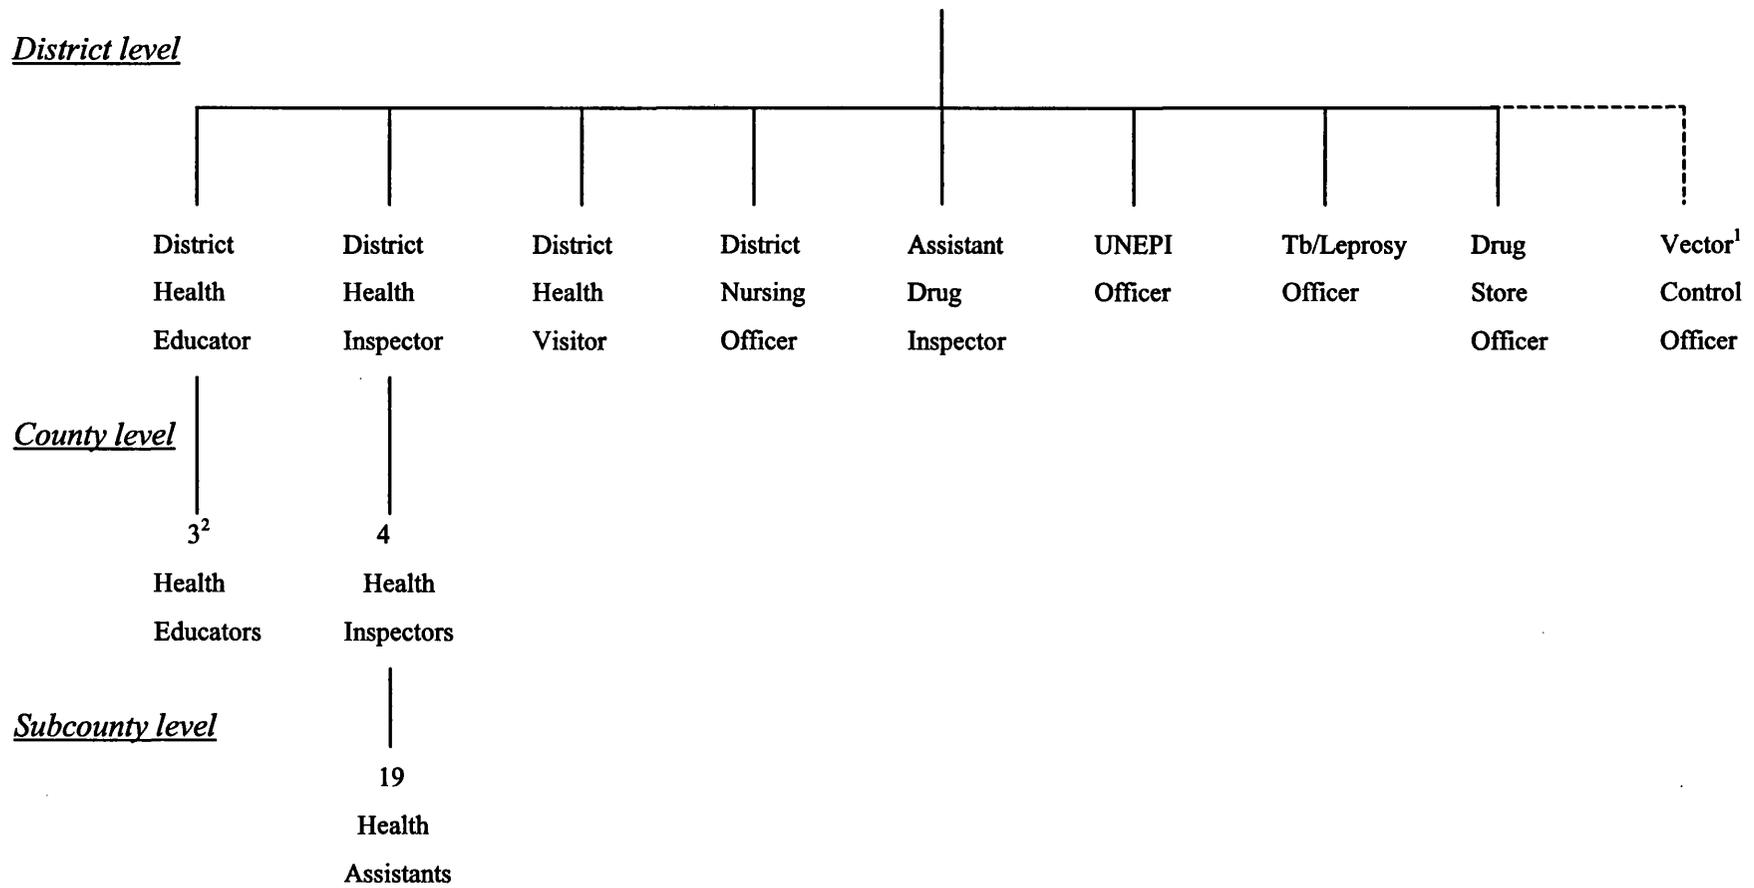 District level
District District District District Assistant UNEPI Tb/Leprosy Drug Vector¹
Health Health Health Nursing Drug Officer Officer Store Control
Educator Inspector Visitor Officer Inspector Officer Officer
County level
3² 4
Health Health
Educators Inspectors
Subcounty level
19
Health
Assistants